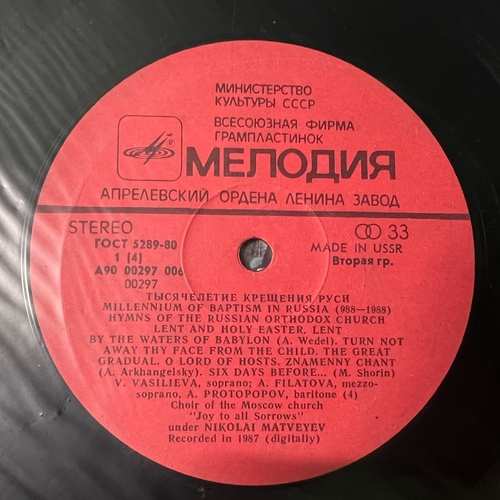 МИНИСТЕРСТВО
КУЛЬТУРЫ СССР
ВСЕСОЮЗНАЯ ФИРМА
ГРАМПЛАСТИНОК
МЕЛОДИЯ
АПРЕЛЕВСКИЙ ОРДЕНА ЛЕНИНА ЗАВОД
STEREO
ГОСТ 5289-80
1 (4)
А90 00297 006
00297
33
MADE IN USSR
Вторая гр.
ТЫСЯЧЕЛЕТИЕ КРЕЩЕНИЯ РУСИ
MILLENNIUM OF BAPTISM IN RUSSIA (988—1988)
HYMNS OF THE RUSSIAN ORTHODOX CHURCH
LENT AND HOLY EASTER. LENT
BY THE WATERS OF BABYLON (A. Wedel). TURN NOT
AWAY THY FACE FROM THE CHILD. THE GREAT
GRADUAL. O LORD OF HOSTS. ZNAMENNY CHANT
(A. Arkhangelsky). SIX DAYS BEFORE... (M. Shorin)
V. VASILIEVA, soprano; A. FILATOVA, mezzo-
soprano, A. PROTOPOPOV, baritone (4)
Choir of the Moscow church
"Joy to all Sorrows"
under NIKOLAI MATVEYEV
Recorded in 1987 (digitally)